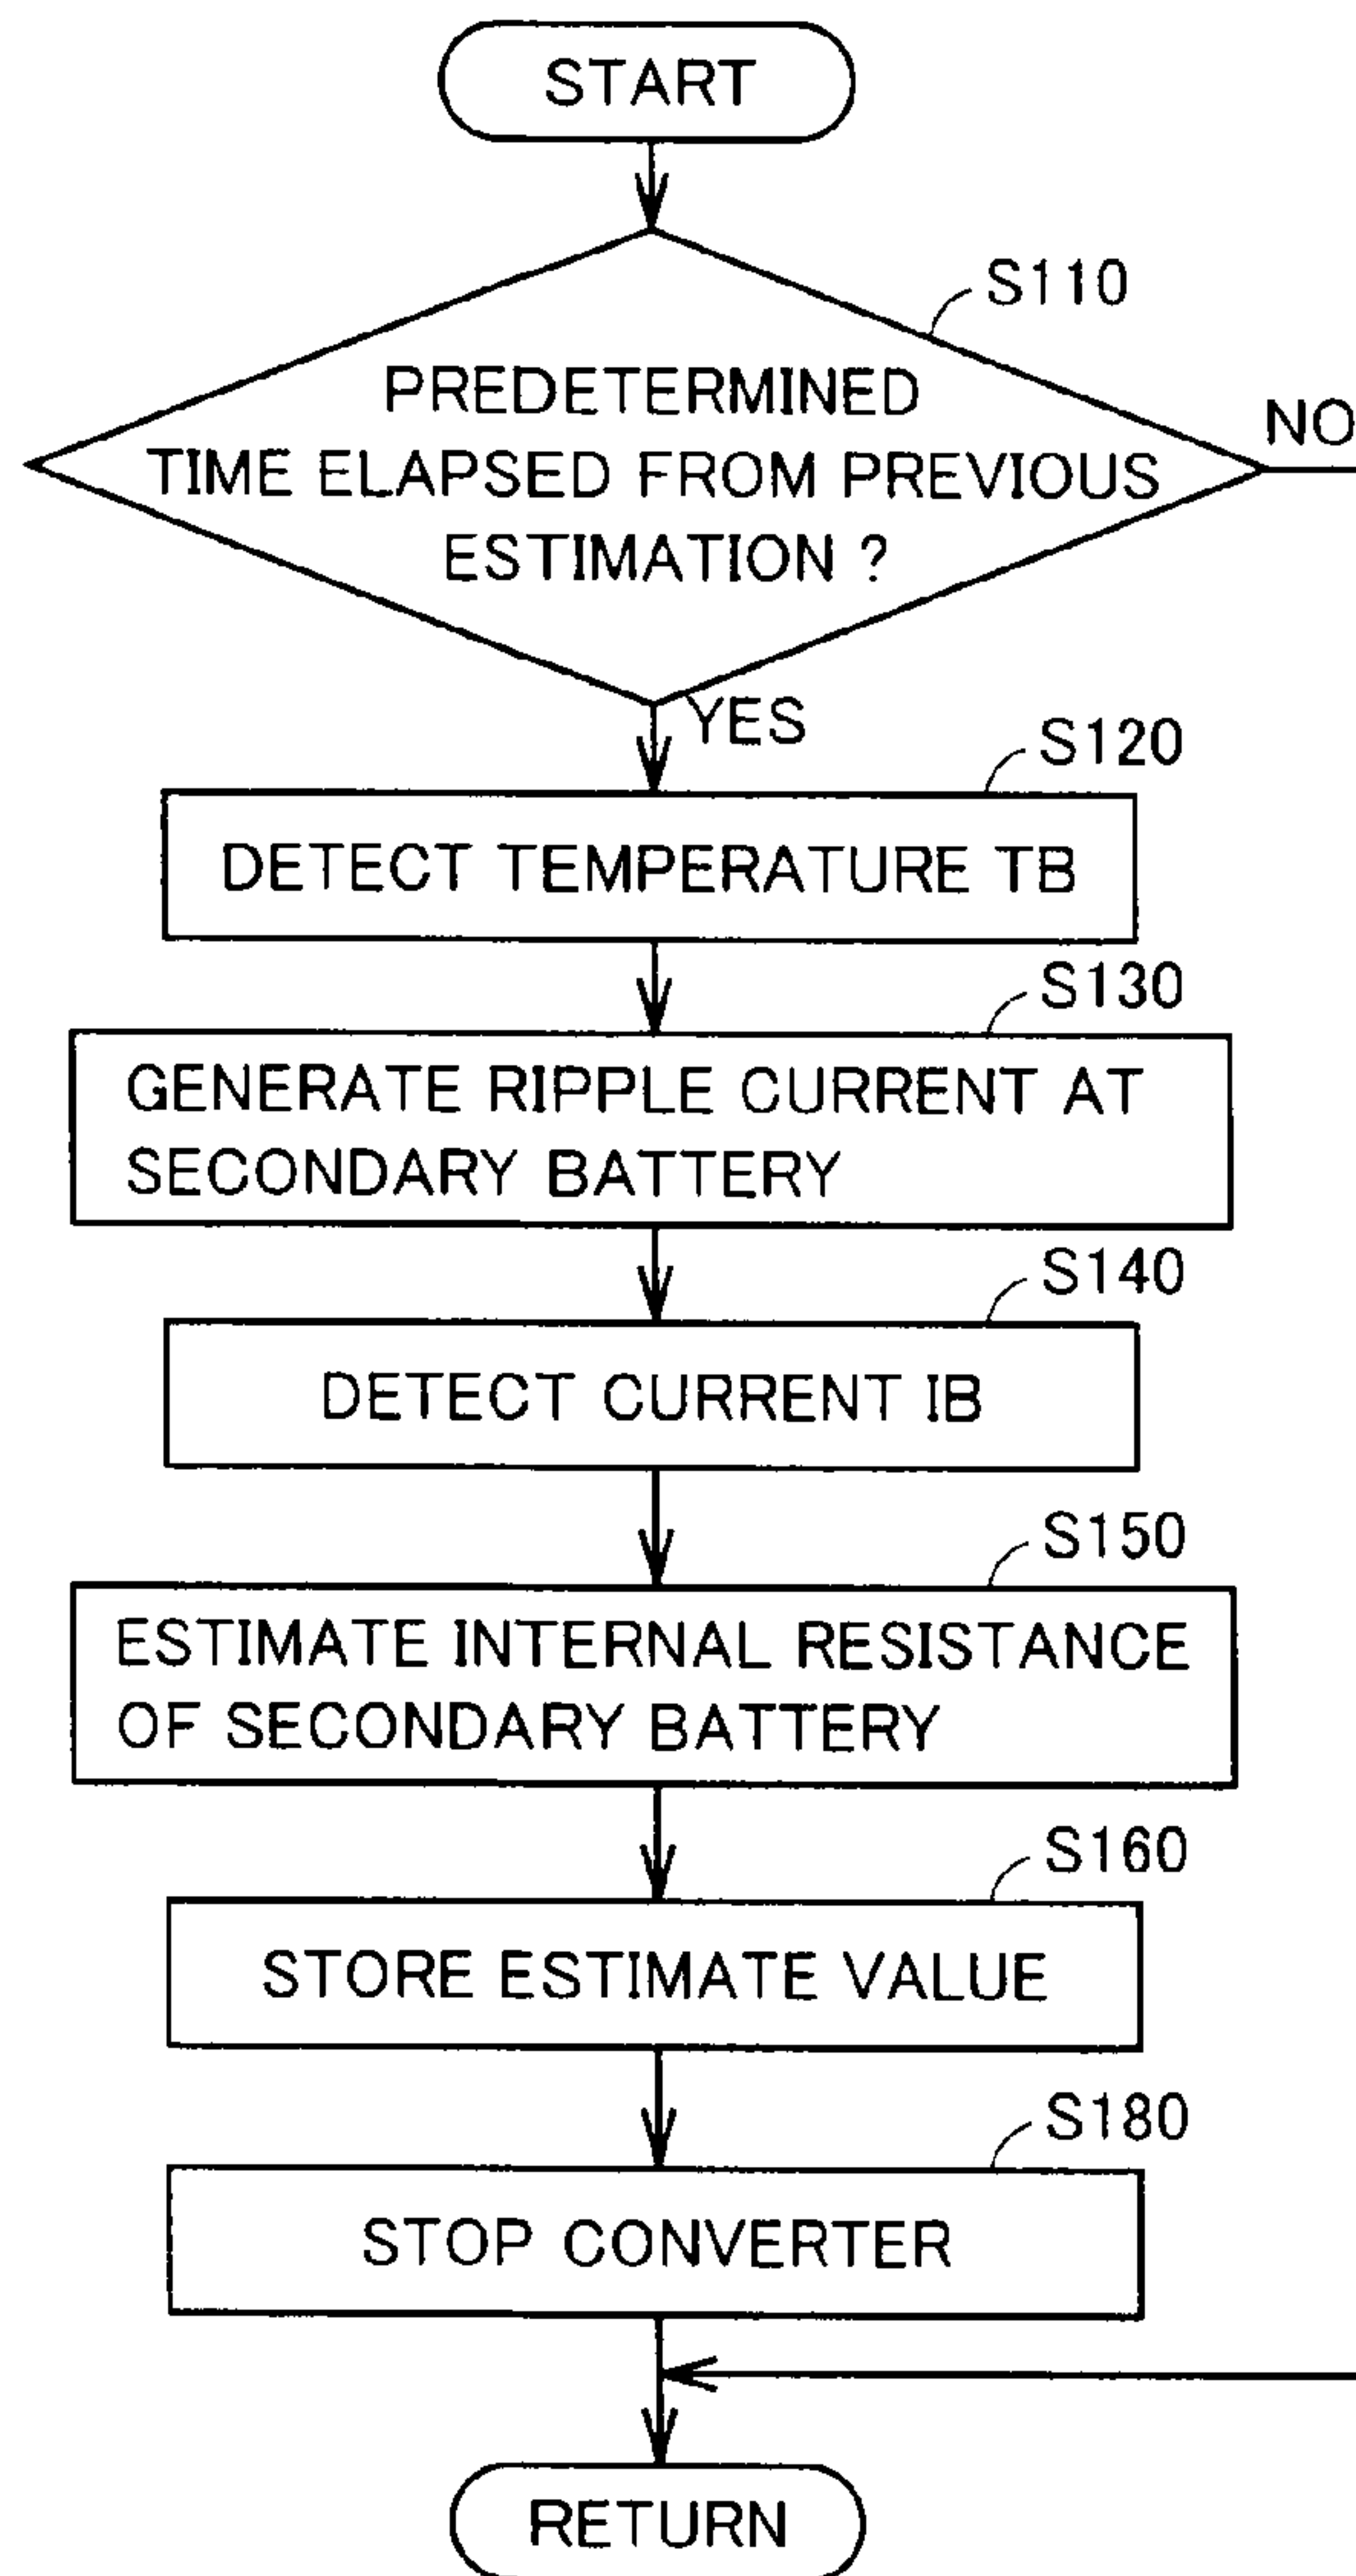 START
S110
PREDETERMINED
NO
TIME ELAPSED FROM PREVIOUS
ESTIMATION ?
YES
S120
DETECT TEMPERATURE TB
S130
GENERATE RIPPLE CURRENT AT
SECONDARY BATTERY
S140
DETECT CURRENT IB
S150
ESTIMATE INTERNAL RESISTANCE
OF SECONDARY BATTERY
S160
STORE ESTIMATE VALUE
S180
STOP CONVERTER
RETURN